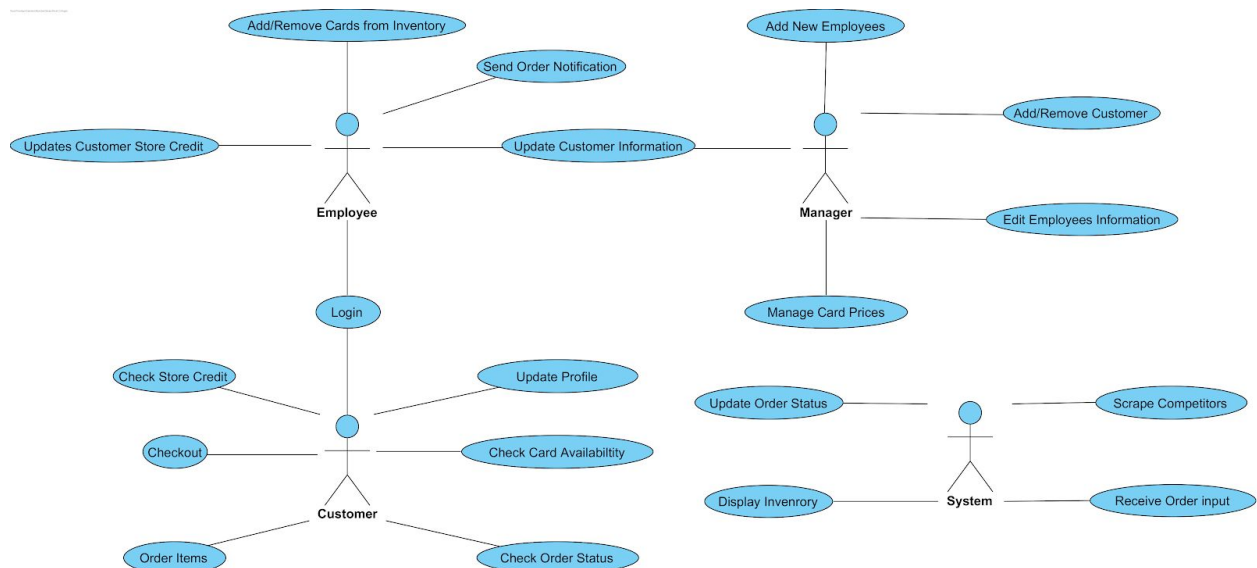 Add/Remove Cards from Inventory
Add New Employees
Send Order Notification
Add/Remove Customer
Updates Customer Store Credit
Update Customer Information
Employee
Manager
Edit Employees Information
Login
Manage Card Prices
Check Store Credit
Update Profile
Update Order Status
Scrape Competitors
Checkout
Check Card Availabiltity
Display Invenrory
System
Receive Order input
Customer
Order Items
Check Order Status